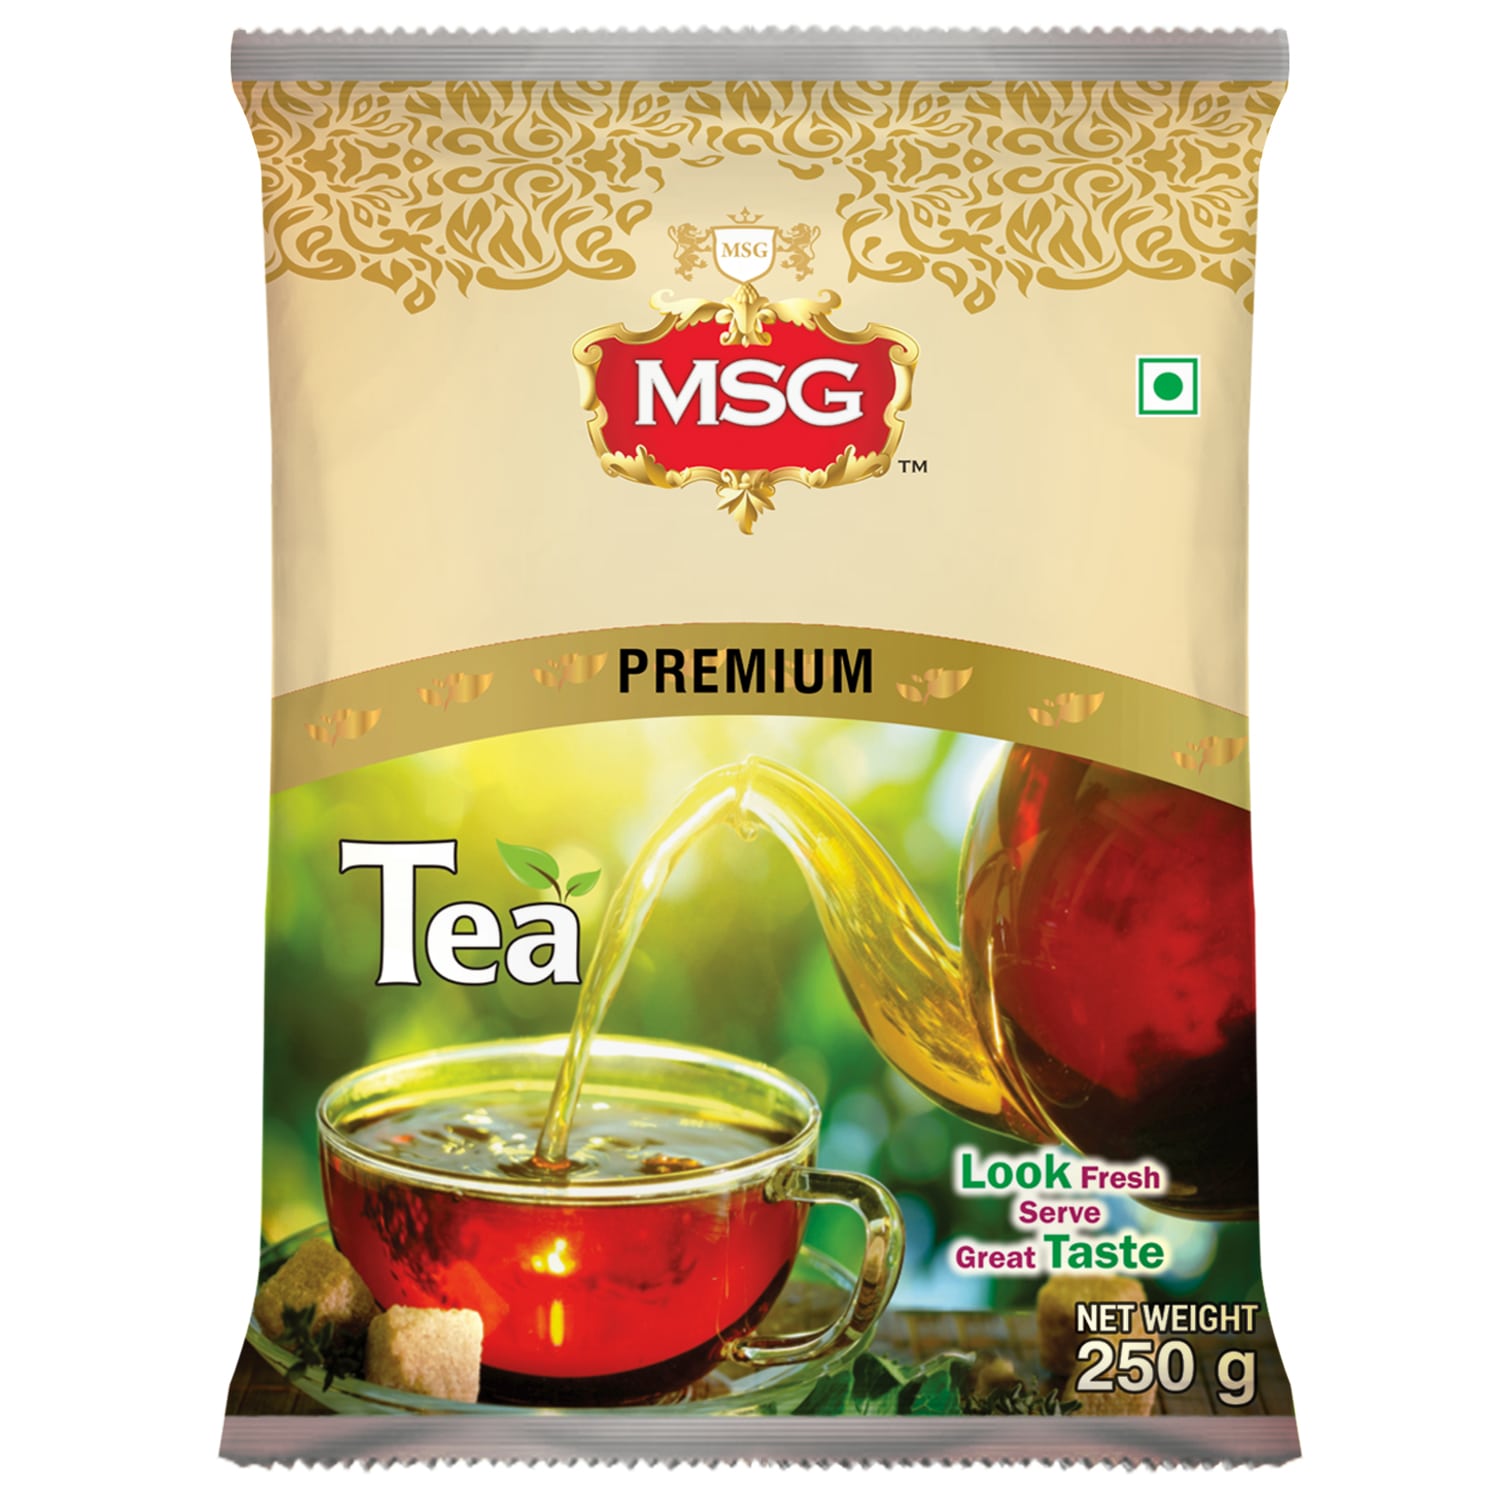 MSG
MSG
TM
PREMIUM
Tea
Look Fresh
Serve
Great Taste
NET WEIGHT
250 g